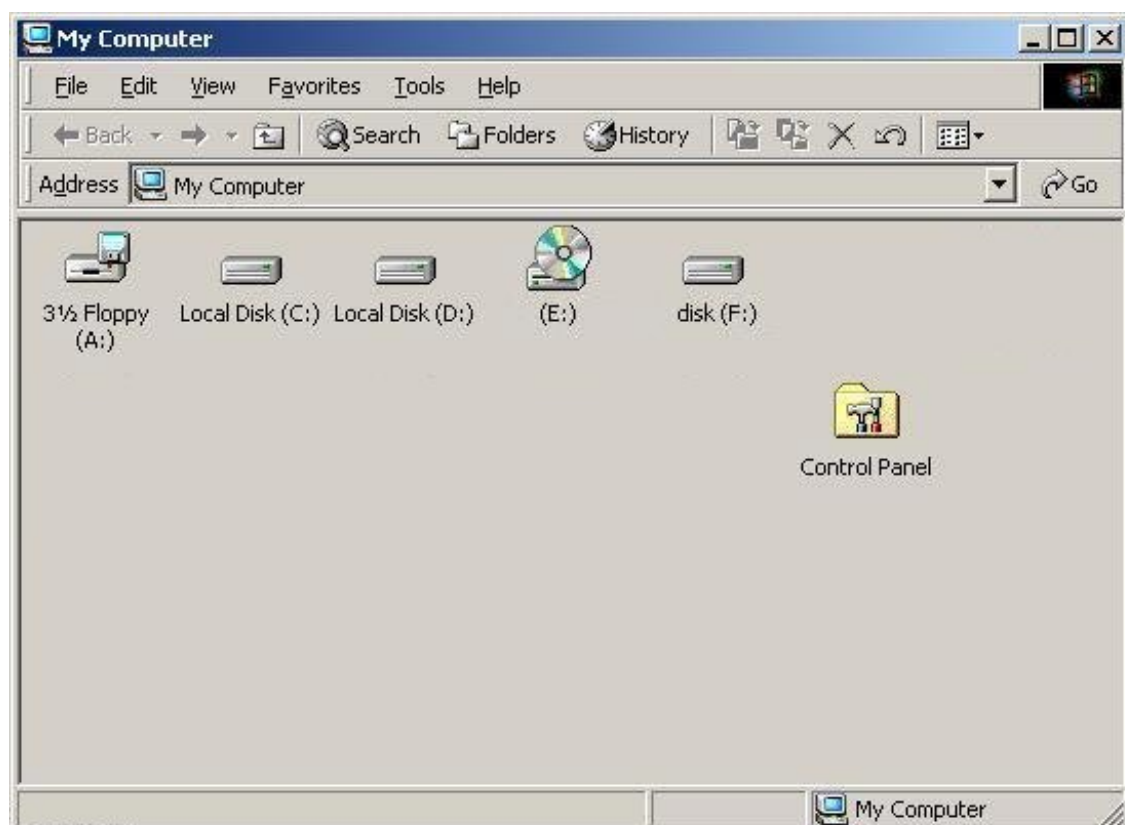 My Computer
File Edit View Favorites Tools Help
Back Search Folders History
Address My Computer Go
3½ Floppy (A:)
Local Disk (C:)
Local Disk (D:)
(E:)
disk (F:)
Control Panel
My Computer